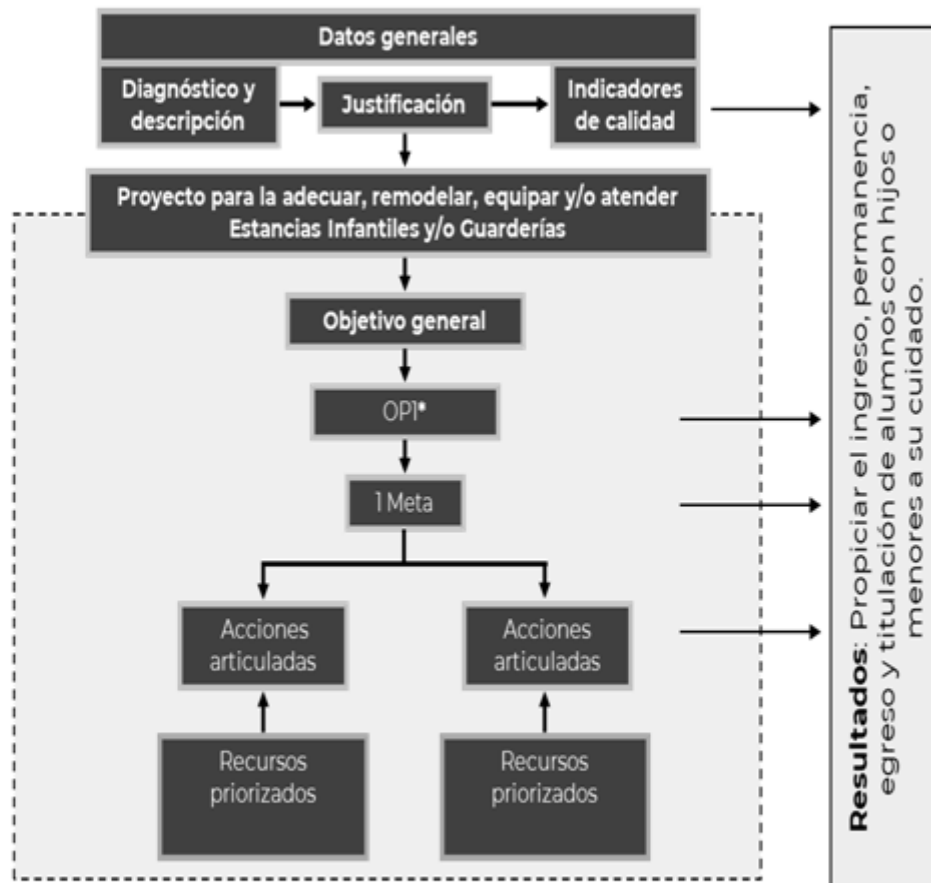 Datos generales
Diagnóstico y
descripción
Justificación
Indicadores
de calidad
Proyecto para la adecuar, remodelar, equipar y/o atender
Estancias Infantiles y/o Guarderías
Objetivo general
OP1*
1 Meta
Acciones
articuladas
Acciones
articuladas
Recursos
priorizados
Recursos
priorizados
Resultados: Propiciar el ingreso, permanencia,
egreso y titulación de alumnos con hijos o
menores a su cuidado.